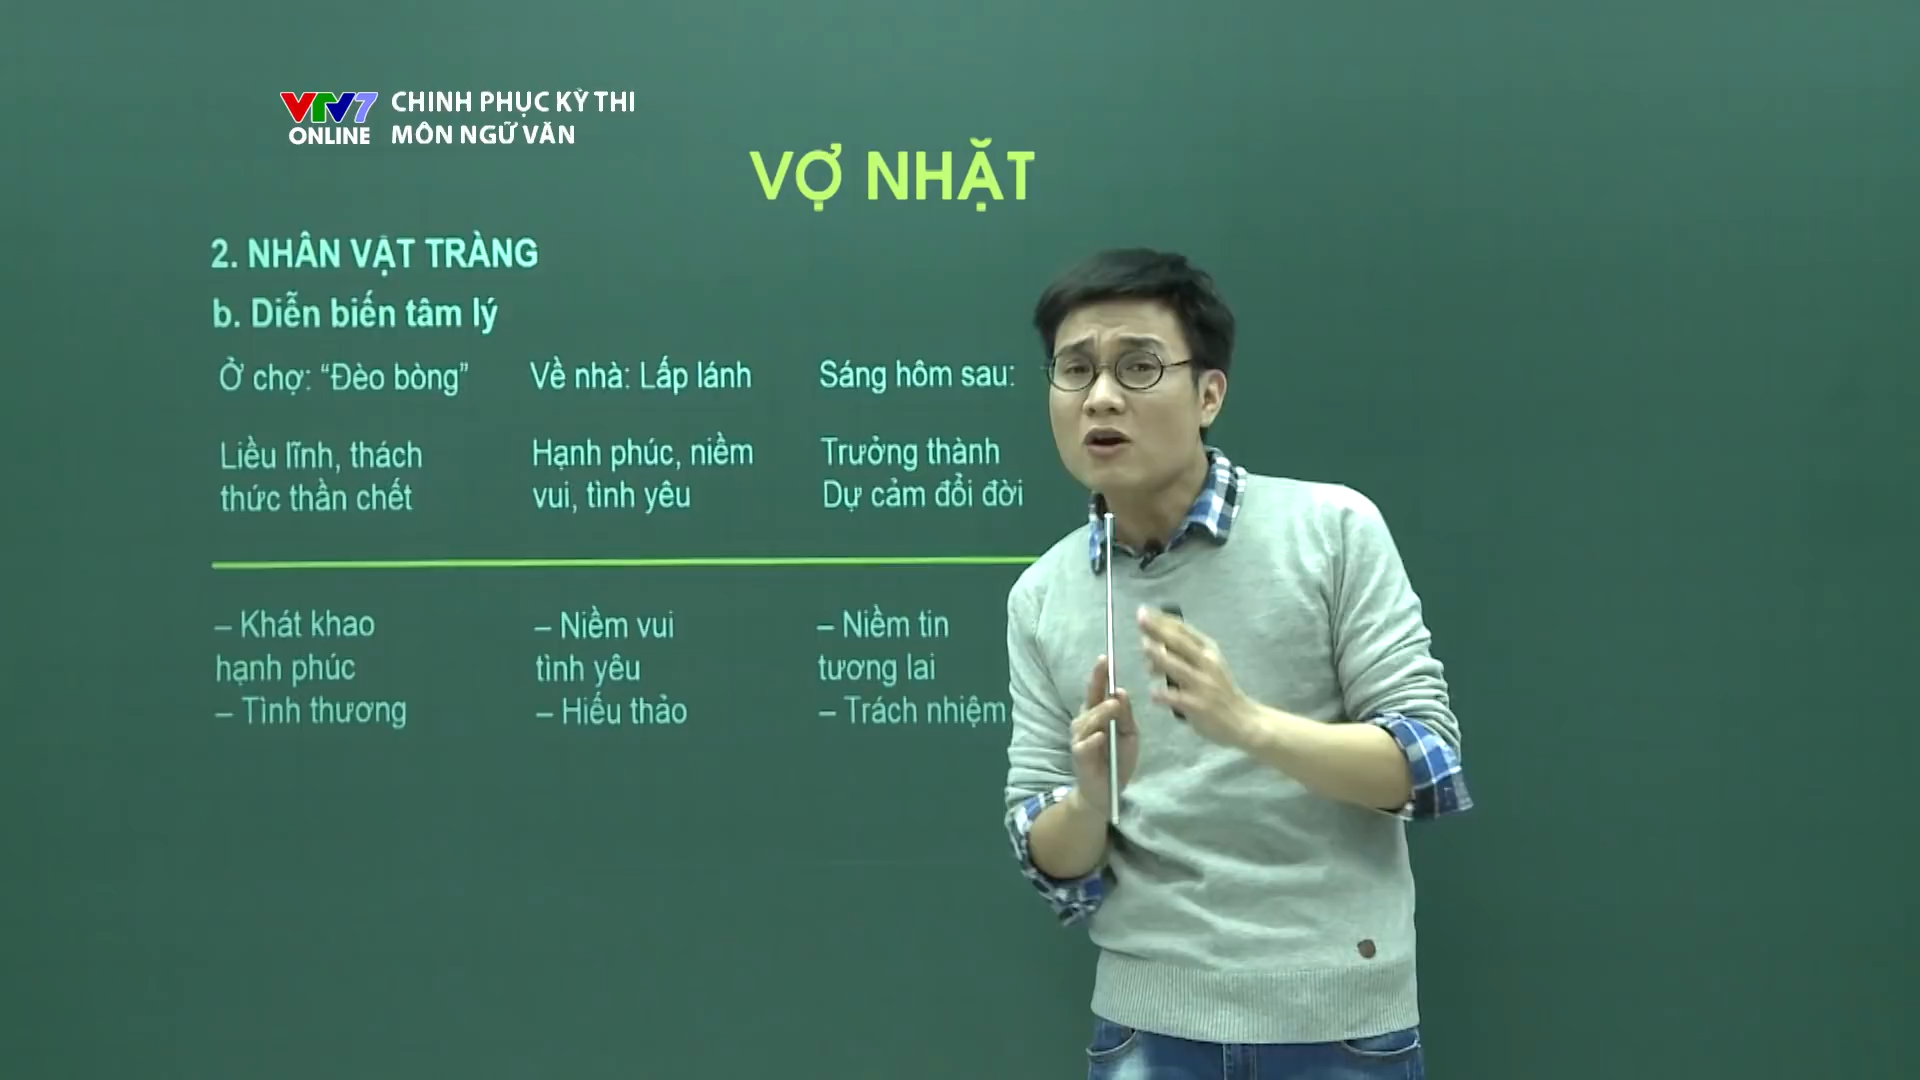 VTV7
ONLINE
CHINH PHỤC KỲ THI
MÔN NGỮ VĂN
VỢ NHẶT
2. NHÂN VẬT TRÀNG
b. Diễn biến tâm lý
Ở chợ: “Đèo bòng”
Liều lĩnh, thách
thức thần chết
Về nhà: Lấp lánh
Hạnh phúc, niềm
vui, tình yêu
Sáng hôm sau:
Trưởng thành
Dự cảm đổi đời
– Khát khao
hạnh phúc
– Tình thương
– Niềm vui
tình yêu
– Hiếu thảo
– Niềm tin
tương lai
– Trách nhiệm